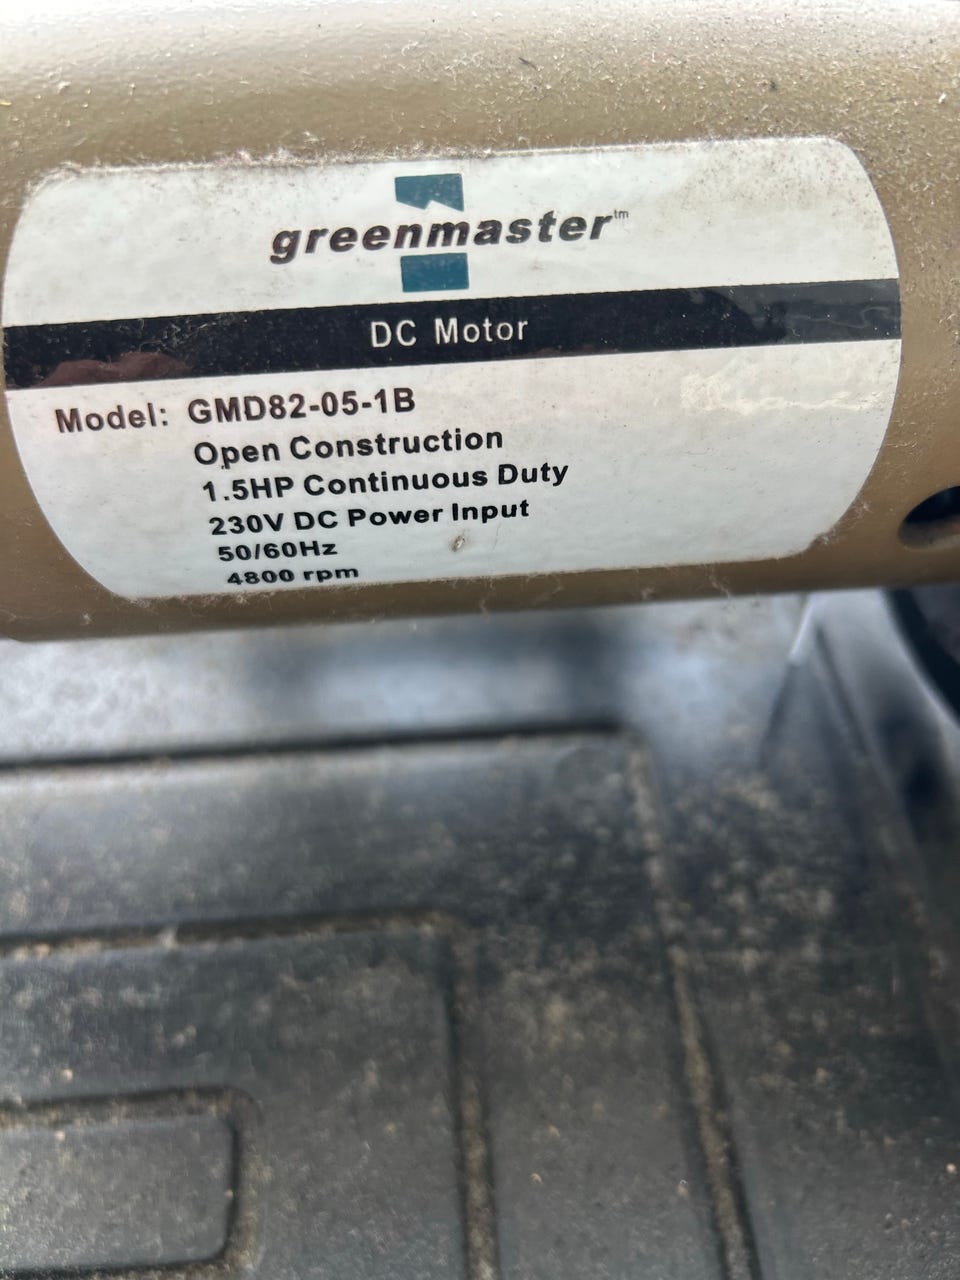 greenmaster™
DC Motor
Model: GMD82-05-1B
Open Construction
1.5HP Continuous Duty
230V DC Power Input
50/60Hz
4800 rpm